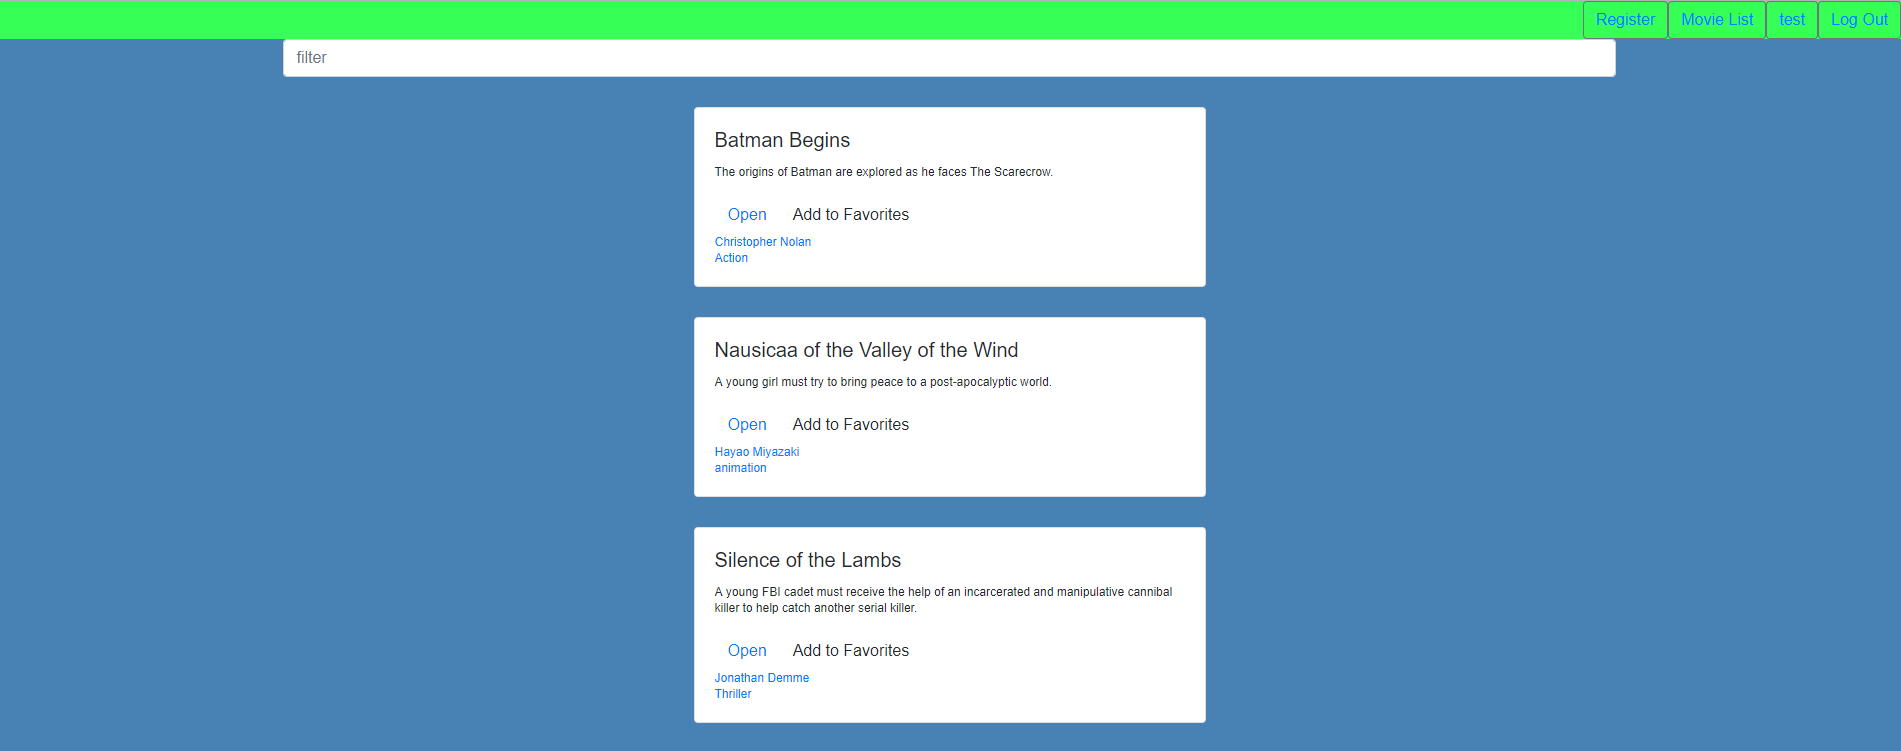 Register Movie List test Log Out
filter
Batman Begins
The origins of Batman are explored as he faces The Scarecrow.
Open Add to Favorites
Christopher Nolan
Action
Nausicaa of the Valley of the Wind
A young girl must try to bring peace to a post-apocalyptic world.
Open Add to Favorites
Hayao Miyazaki
animation
Silence of the Lambs
A young FBI cadet must receive the help of an incarcerated and manipulative cannibal
killer to help catch another serial killer.
Open Add to Favorites
Jonathan Demme
Thriller